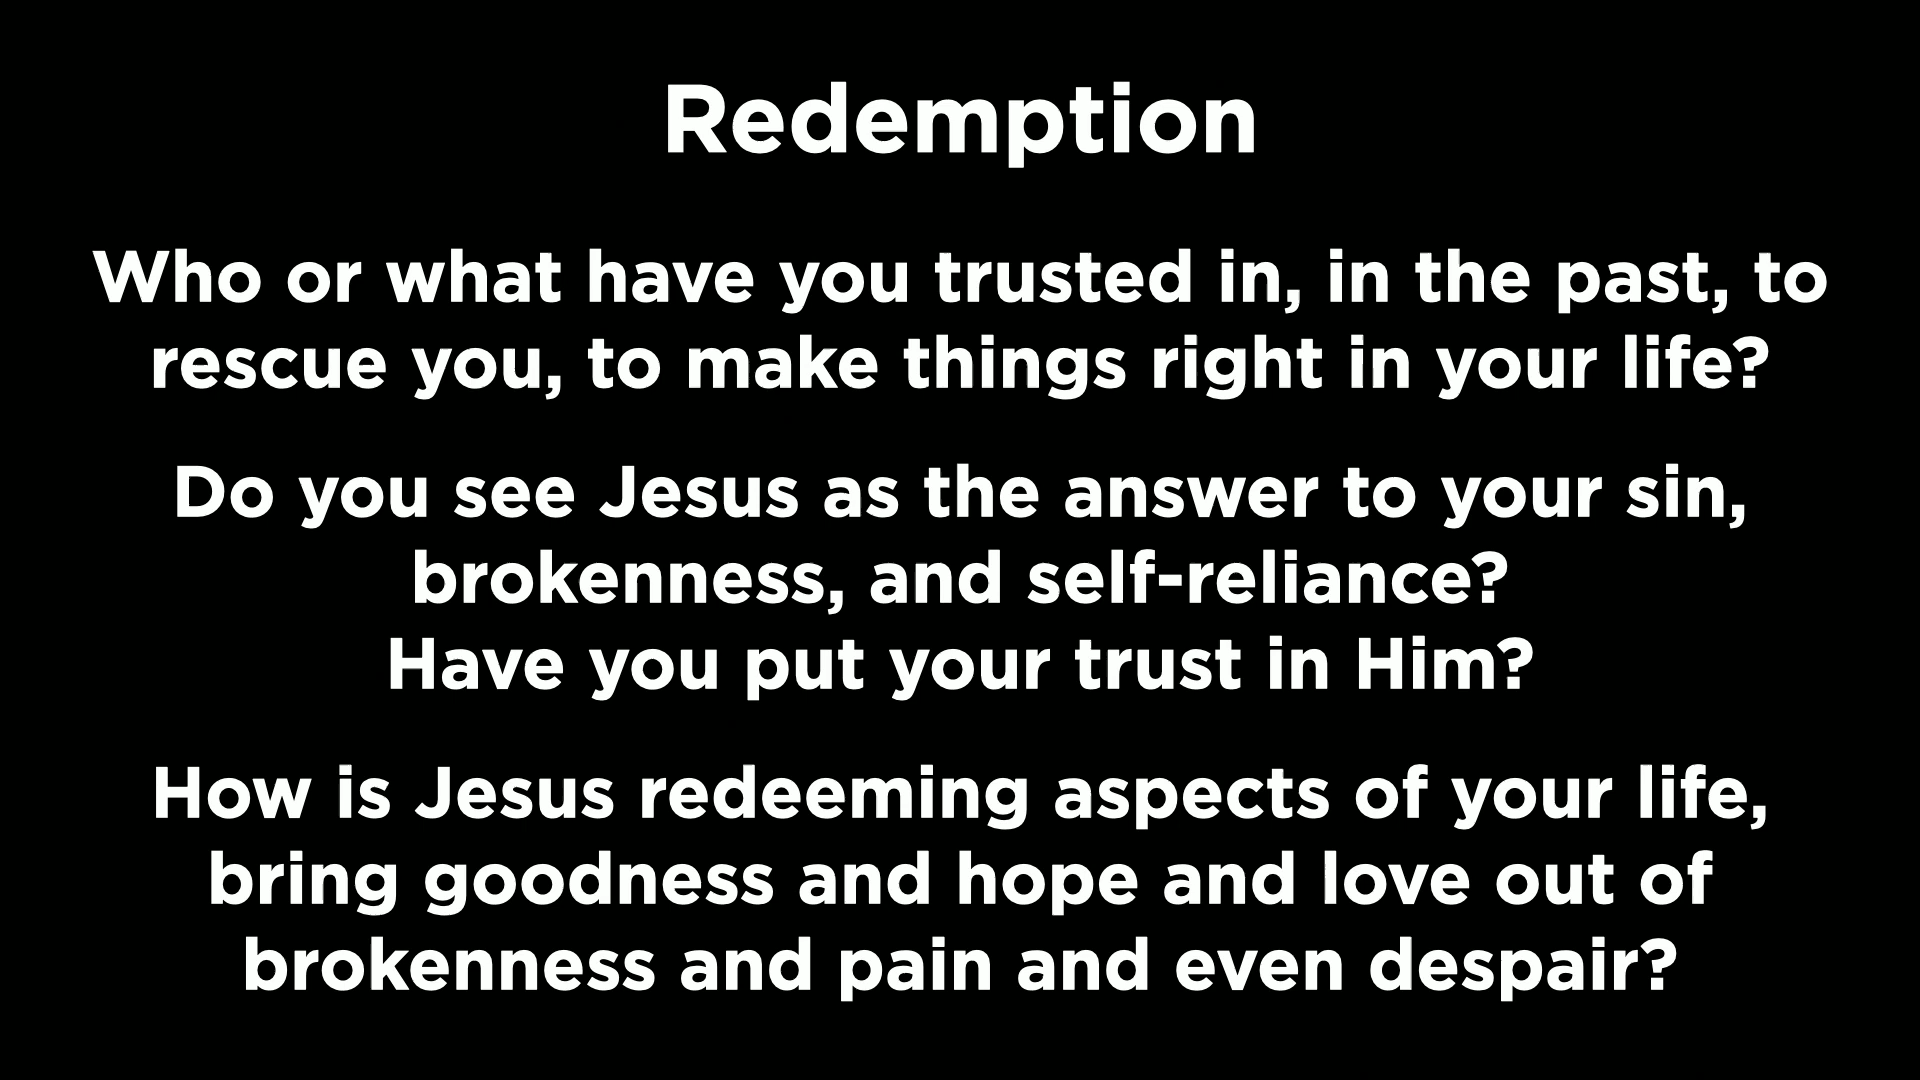 Redemption
Who or what have you trusted in, in the past, to
rescue you, to make things right in your life?
Do you see Jesus as the answer to your sin,
brokenness, and self-reliance?
Have you put your trust in Him?
How is Jesus redeeming aspects of your life,
bring goodness and hope and love out of
brokenness and pain and even despair?